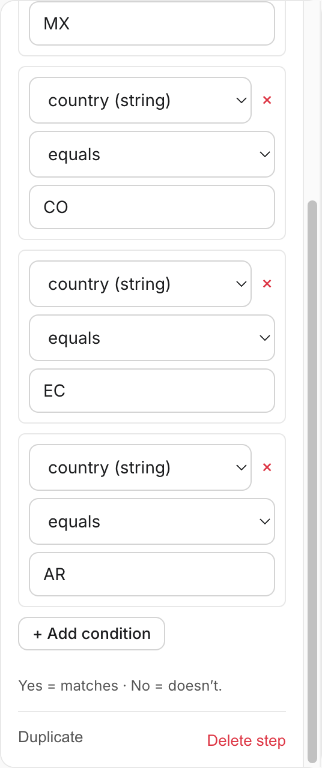 MX
country (string)
×
equals
CO
country (string)
×
equals
EC
country (string)
×
equals
AR
+ Add condition
Yes = matches · No = doesn’t.
Duplicate
Delete step